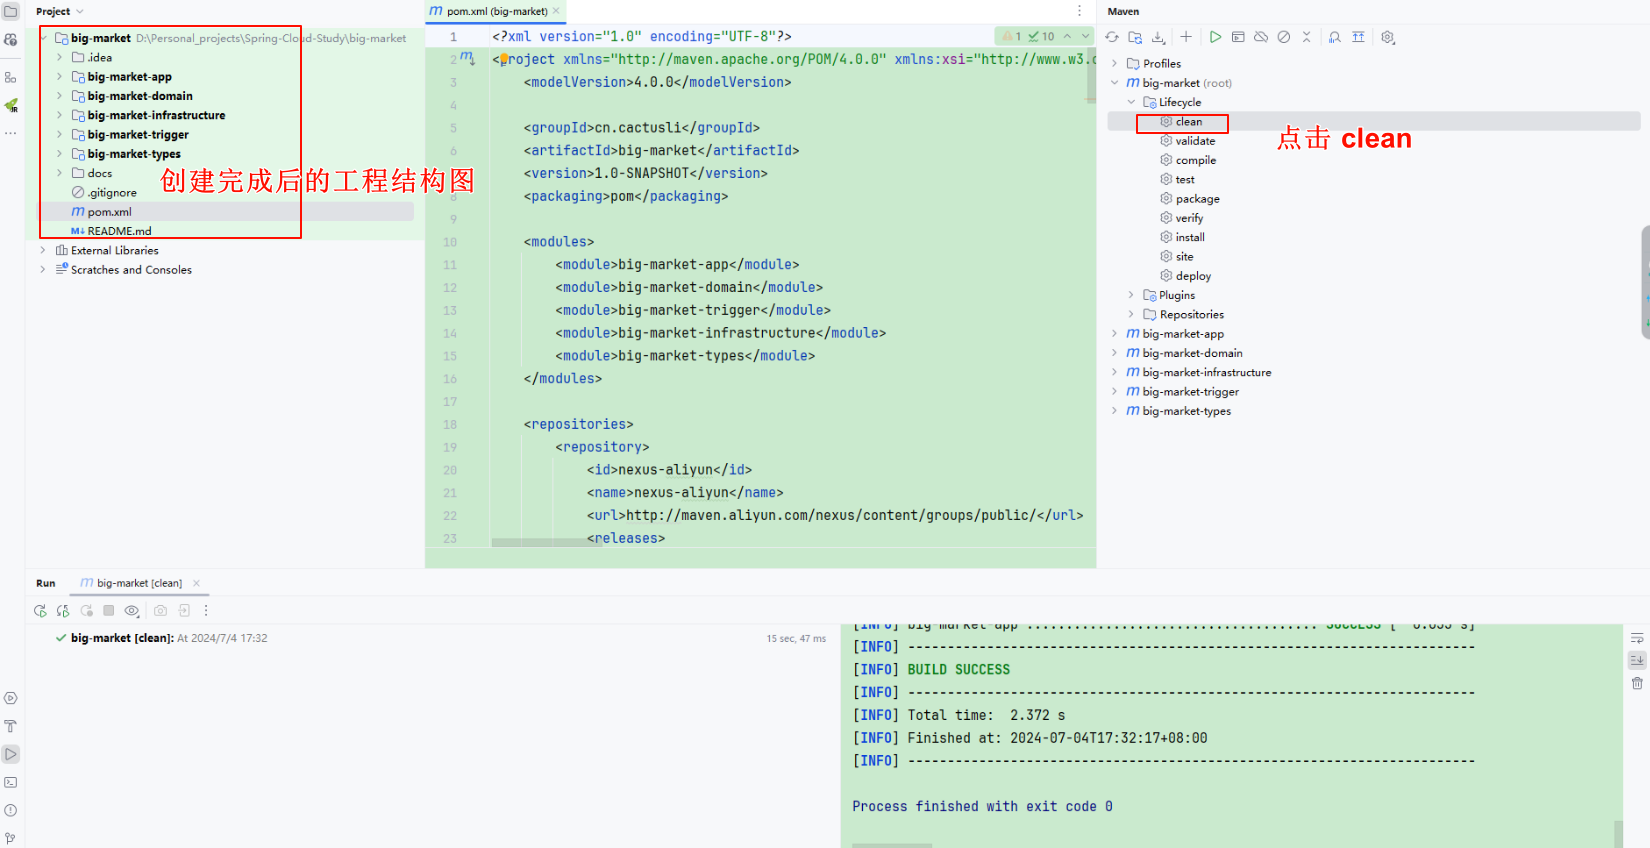 Project
big-market D:\Personal_projects\Spring-Cloud-Study\big-market
.idea
big-market-app
big-market-domain
big-market-infrastructure
big-market-trigger
big-market-types
docs
.gitignore
pom.xml
README.md
External Libraries
Scratches and Consoles
创建完成后的工程结构图
pom.xml (big-market)
1 10
1 <?xml version="1.0" encoding="UTF-8"?>
2 <project xmlns="http://maven.apache.org/POM/4.0.0" xmlns:xsi="http://www.w3.
3 <modelVersion>4.0.0</modelVersion>
4
5 <groupId>cn.cactusli</groupId>
6 <artifactId>big-market</artifactId>
7 <version>1.0-SNAPSHOT</version>
8 <packaging>pom</packaging>
9
10 <modules>
11 <module>big-market-app</module>
12 <module>big-market-domain</module>
13 <module>big-market-trigger</module>
14 <module>big-market-infrastructure</module>
15 <module>big-market-types</module>
16 </modules>
17
18 <repositories>
19 <repository>
20 <id>nexus-aliyun</id>
21 <name>nexus-aliyun</name>
22 <url>http://maven.aliyun.com/nexus/content/groups/public/</url>
23 <releases>
Maven
Profiles
big-market (root)
Lifecycle
clean
validate
compile
test
package
verify
install
site
deploy
Plugins
Repositories
big-market-app
big-market-domain
big-market-infrastructure
big-market-trigger
big-market-types
点击 clean
Run big-market [clean]
big-market [clean]: At 2024/7/4 17:32 15 sec, 47 ms
[INFO] big-market-app ..................................... SUCCESS [
[INFO] ------------------------------------------------------------------------
[INFO] BUILD SUCCESS
[INFO] ------------------------------------------------------------------------
[INFO] Total time: 2.372 s
[INFO] Finished at: 2024-07-04T17:32:17+08:00
[INFO] ------------------------------------------------------------------------
Process finished with exit code 0